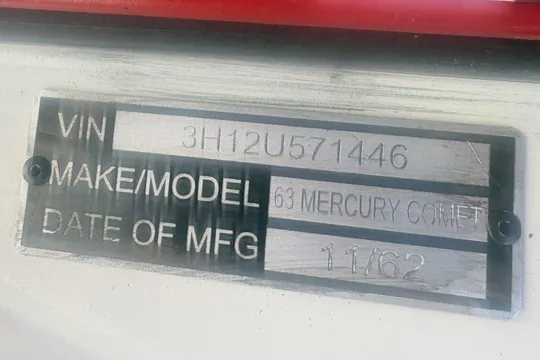 VIN 3H12U571446
MAKE/MODEL 63 MERCURY COMET
DATE OF MFG 11/62